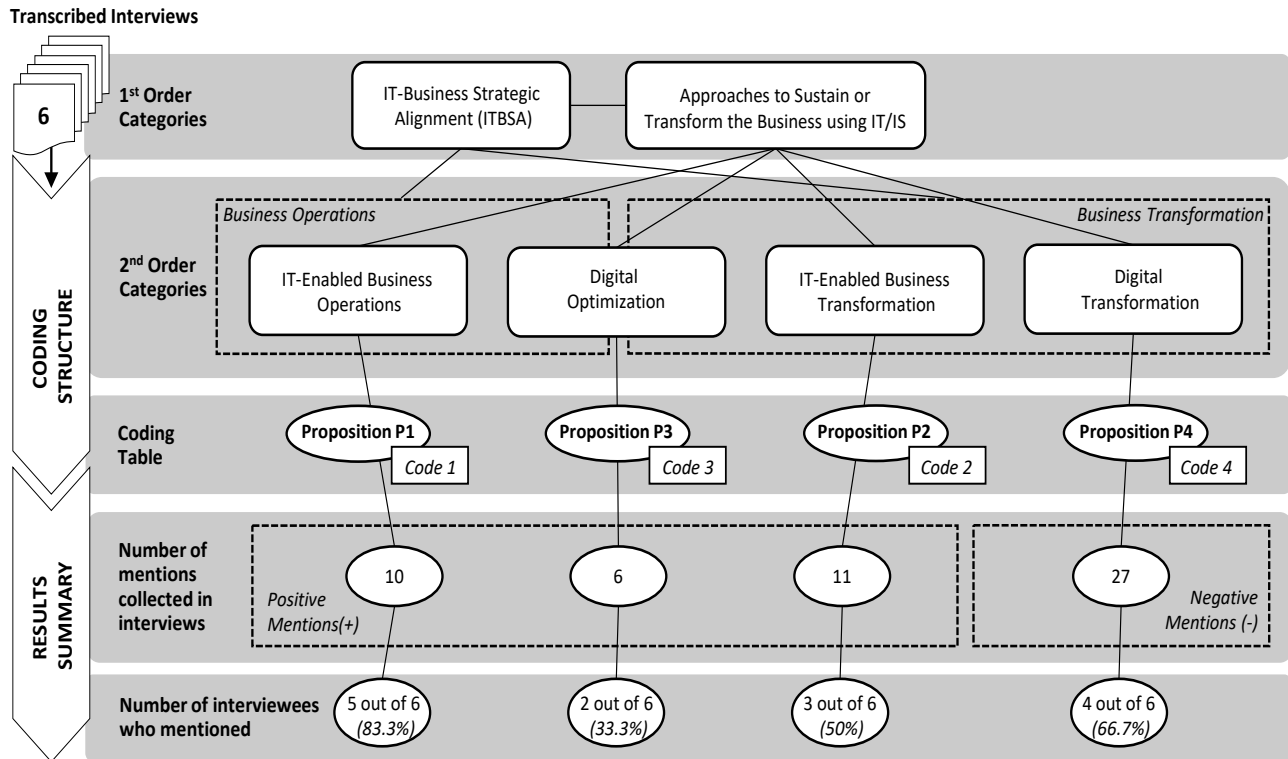 Transcribed Interviews
6
1st Order
Categories
IT-Business Strategic
Alignment (ITBSA)
Approaches to Sustain or
Transform the Business using IT/IS
CODING
STRUCTURE
2nd Order
Categories
Business Operations
Business Transformation
IT-Enabled Business
Operations
Digital
Optimization
IT-Enabled Business
Transformation
Digital
Transformation
Coding
Table
Proposition P1
Code 1
Proposition P3
Code 3
Proposition P2
Code 2
Proposition P4
Code 4
RESULTS
SUMMARY
Number of
mentions
collected in
interviews
Positive
Mentions(+)
10
6
11
27
Negative
Mentions (-)
Number of interviewees
who mentioned
5 out of 6
(83.3%)
2 out of 6
(33.3%)
3 out of 6
(50%)
4 out of 6
(66.7%)